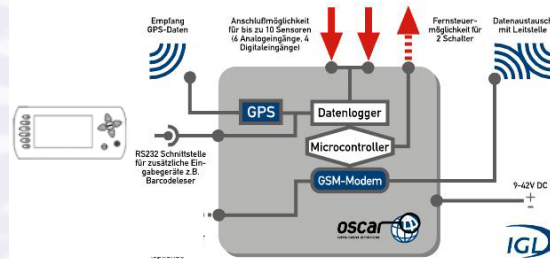 Empfang
GPS-Daten
Anschlußmöglichkeit
für bis zu 10 Sensoren
(6 Analogeingänge, 4
Digitaleingänge)
Fernsteuer-
möglichkeit für
2 Schalter
Datenaustausch
mit Leitstelle
GPS
Datenlogger
RS232 Schnittstelle
für zusätzliche Ein-
gabegeräte z.B.
Barcodeleser
Microcontroller
GSM-Modem
9-42V DC
+
-
oscar
IGL